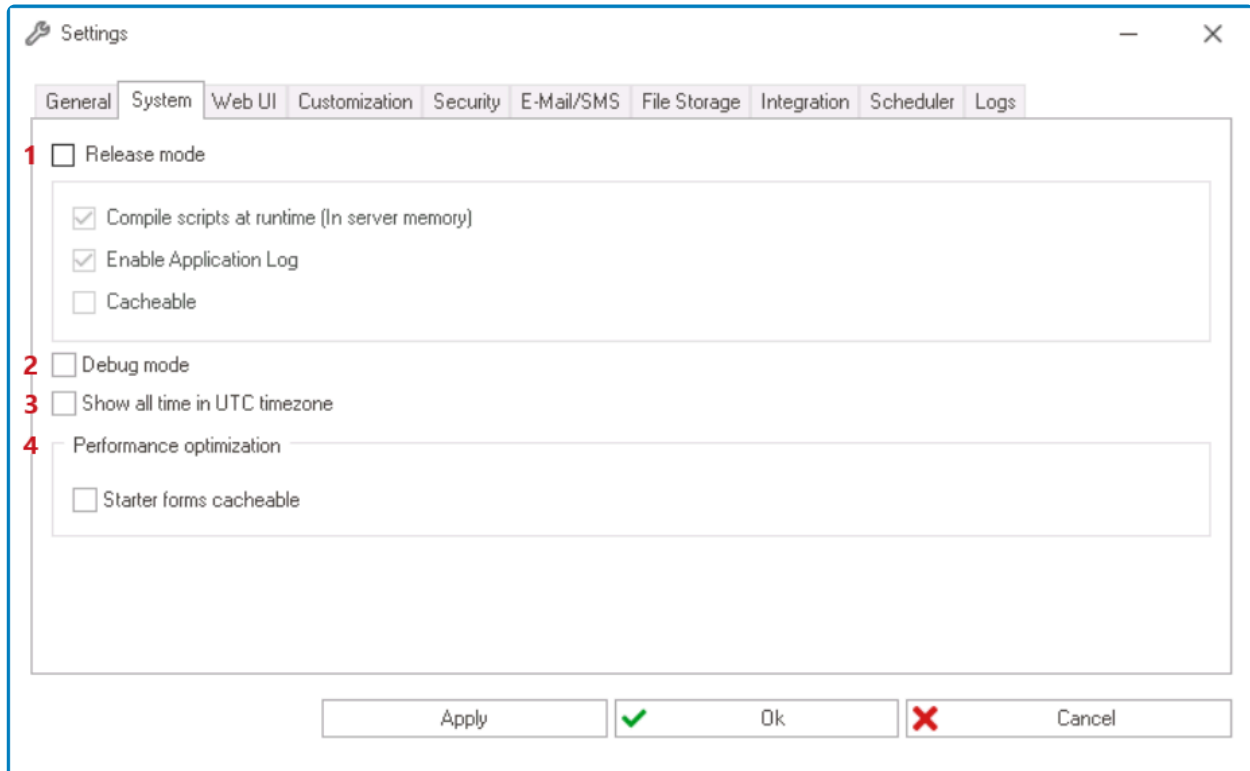 Settings
General System Web UI Customization Security E-Mail/SMS File Storage Integration Scheduler Logs
1 Release mode
Compile scripts at runtime (In server memory)
Enable Application Log
Cacheable
2 Debug mode
3 Show all time in UTC timezone
4 Performance optimization
Starter forms cacheable
Apply Ok Cancel